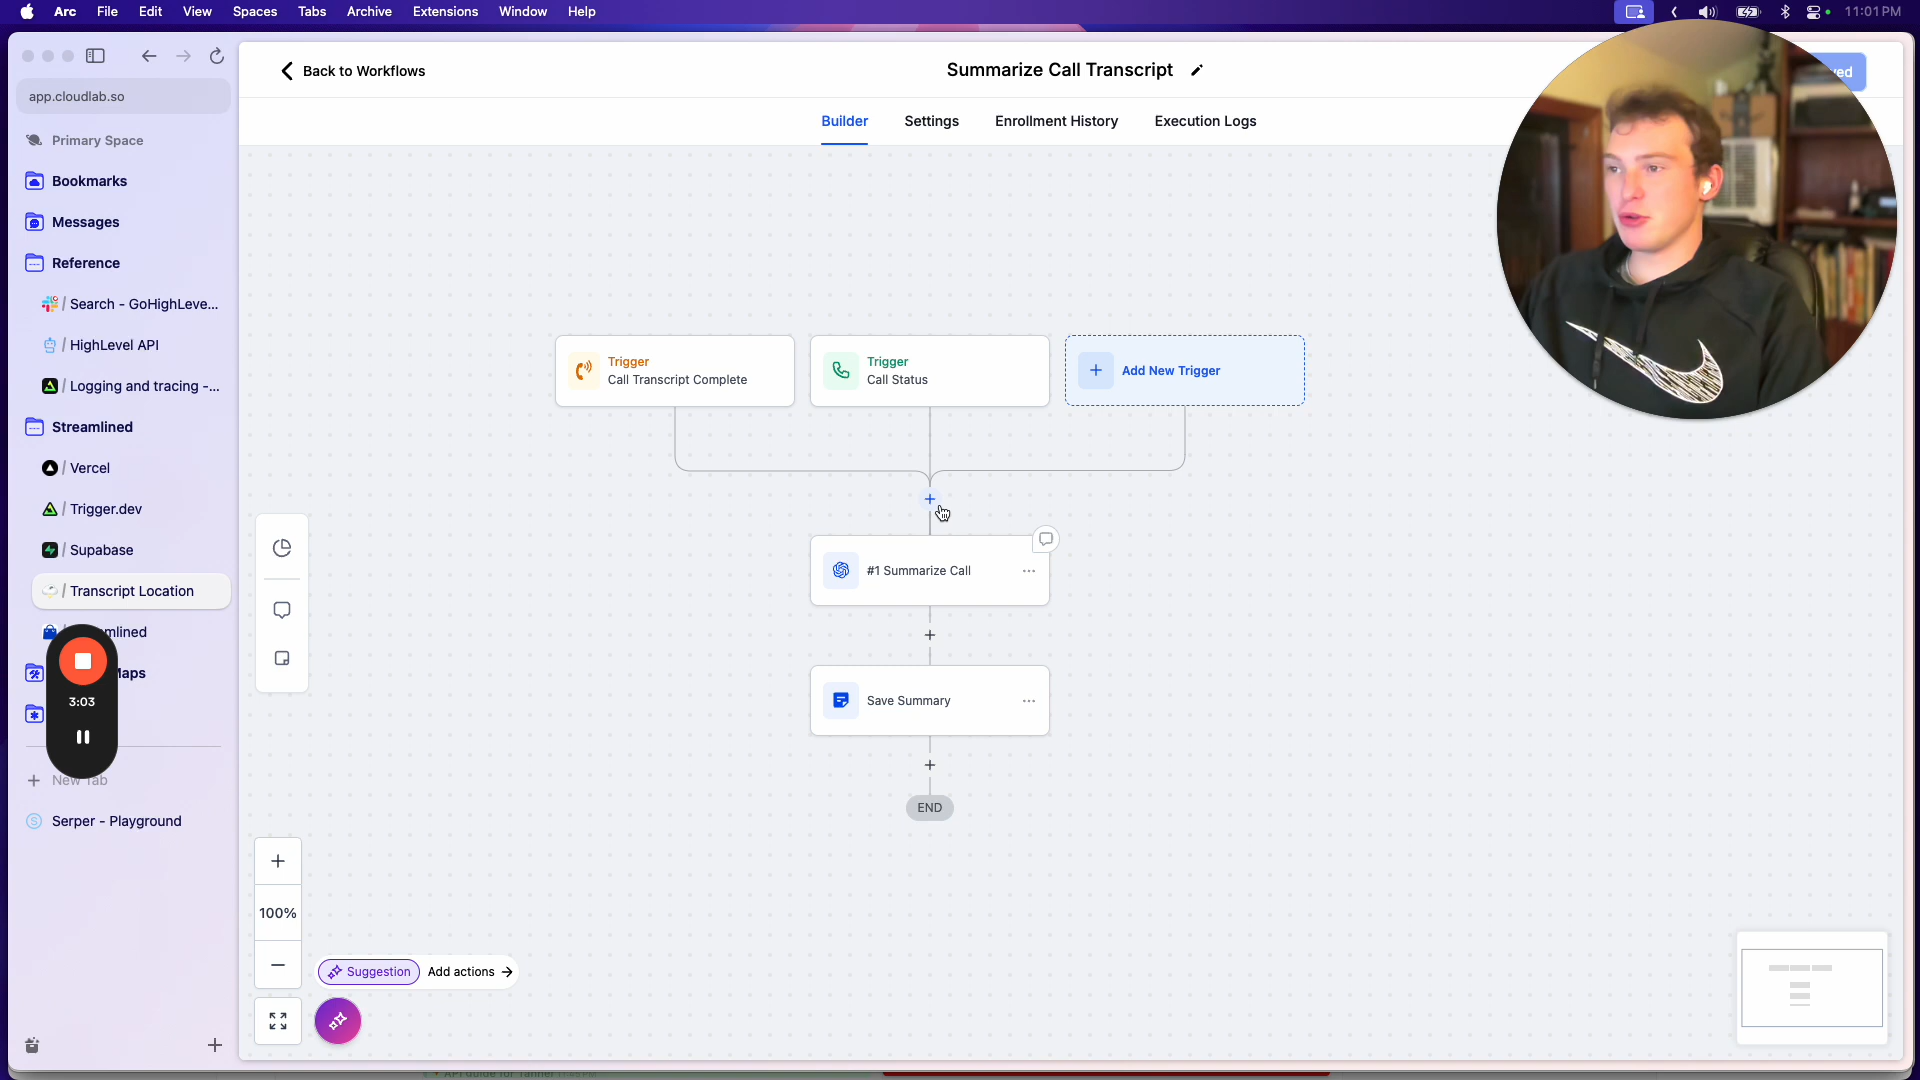 Arc File Edit View Spaces Tabs Archive Extensions Window Help
11:01 PM
app.cloudlab.so
Primary Space
Bookmarks
Messages
Reference
/ Search - GoHighLeve...
/ HighLevel API
/ Logging and tracing -...
Streamlined
/ Vercel
/ Trigger.dev
/ Supabase
/ Transcript Location
mlined
Maps
3:03
New Tab
Serper - Playground
Back to Workflows
Summarize Call Transcript
Builder Settings Enrollment History Execution Logs
Trigger
Call Transcript Complete
Trigger
Call Status
Add New Trigger
#1 Summarize Call
Save Summary
END
100%
Suggestion Add actions